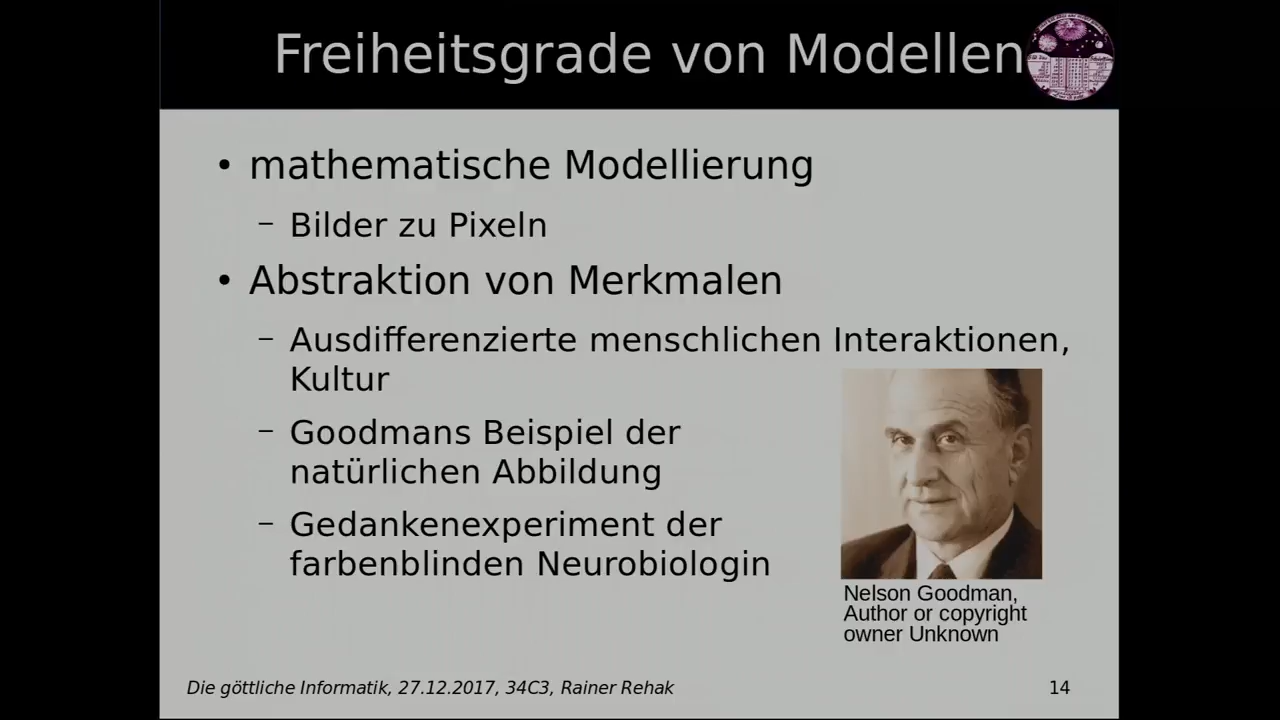 Freiheitsgrade von Modellen
• mathematische Modellierung
– Bilder zu Pixeln
• Abstraktion von Merkmalen
– Ausdifferenzierte menschlichen Interaktionen,
Kultur
– Goodmans Beispiel der
natürlichen Abbildung
– Gedankenexperiment der
farbenblinden Neurobiologin
Nelson Goodman,
Author or copyright
owner Unknown
Die göttliche Informatik, 27.12.2017, 34C3, Rainer Rehak
14